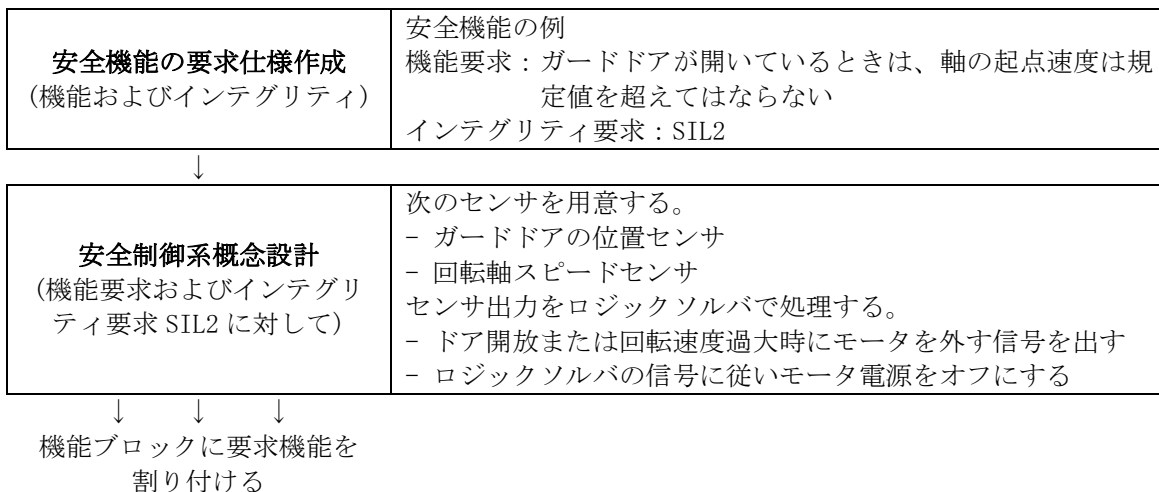 安全機能の要求仕様作成
(機能およびインテグリティ)
安全機能の例
機能要求：ガードドアが開いているときは、軸の起点速度は規
定値を超えてはならない
インテグリティ要求：SIL2
↓
安全制御系概念設計
(機能要求およびインテグリ
ティ要求 SIL2 に対して)
次のセンサを用意する。
- ガードドアの位置センサ
- 回転軸スピードセンサ
センサ出力をロジックソルバで処理する。
- ドア開放または回転速度過大時にモータを外す信号を出す
- ロジックソルバの信号に従いモータ電源をオフにする
↓ ↓ ↓
機能ブロックに要求機能を
割り付ける